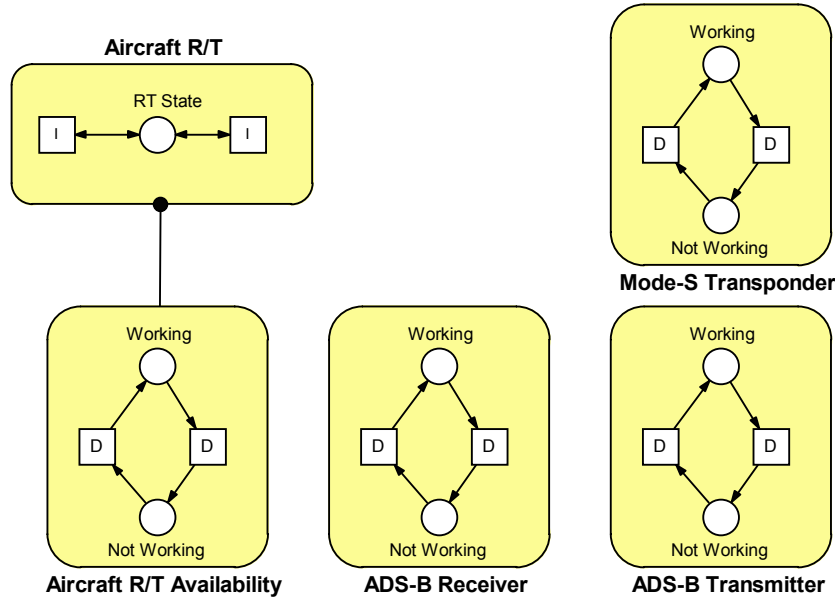 Aircraft R/T
RT State
I
I
Working
D
D
Not Working
Mode-S Transponder
Working
D
D
Not Working
Aircraft R/T Availability
Working
D
D
Not Working
ADS-B Receiver
Working
D
D
Not Working
ADS-B Transmitter